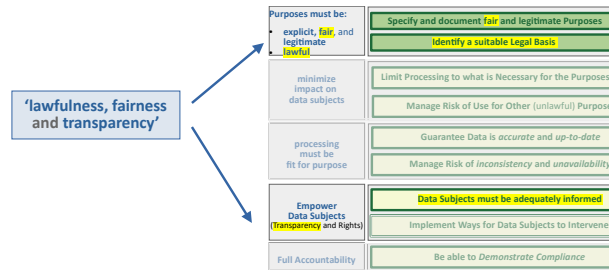 Purposes must be:
• explicit, fair, and
legitimate
• lawful
Specify and document fair and legitimate Purposes
Identify a suitable Legal Basis
minimize
impact on
data subjects
Limit Processing to what is Necessary for the Purposes
Manage Risk of Use for Other (unlawful) Purpose
'lawfulness, fairness
and transparency'
processing
must be
fit for purpose
Guarantee Data is accurate and up-to-date
Manage Risk of inconsistency and unavailability
Empower
Data Subjects
(Transparency and Rights)
Data Subjects must be adequately informed
Implement Ways for Data Subjects to Intervene
Full Accountability
Be able to Demonstrate Compliance